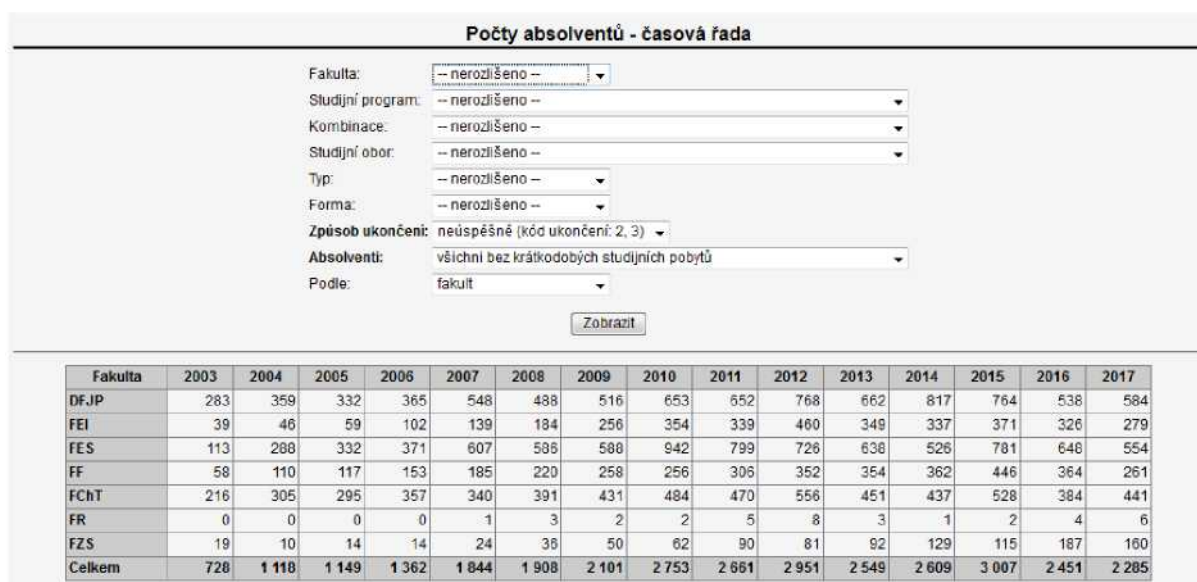 Počty absolventů - časová řada
Fakulta: -- nerozlišeno --
Studijní program: -- nerozlišeno --
Kombinace: -- nerozlišeno --
Studijní obor: -- nerozlišeno --
Typ: -- nerozlišeno --
Forma: -- nerozlišeno --
Způsob ukončení: neúspěšné (kód ukončení: 2, 3)
Absolventi: všichni bez krátkodobých studijních pobytů
Podle: fakult
Zobrazit
Fakulta 2003 2004 2005 2006 2007 2008 2009 2010 2011 2012 2013 2014 2015 2016 2017
DFJP 283 359 332 365 548 488 516 653 652 768 662 817 764 538 584
FEI 39 46 59 102 139 184 256 354 339 460 349 337 371 326 279
FES 113 288 332 371 607 586 588 942 799 726 638 526 781 648 554
FF 58 110 117 153 185 220 258 256 306 352 354 362 446 364 261
FChT 216 305 295 357 340 391 431 484 470 556 451 437 528 384 441
FR 0 0 0 0 1 3 2 2 5 8 3 1 2 4 6
FZS 19 10 14 14 24 36 50 62 90 81 92 129 115 187 160
Celkem 728 1 118 1 149 1 362 1 844 1 908 2 101 2 753 2 661 2 951 2 549 2 609 3 007 2 451 2 285